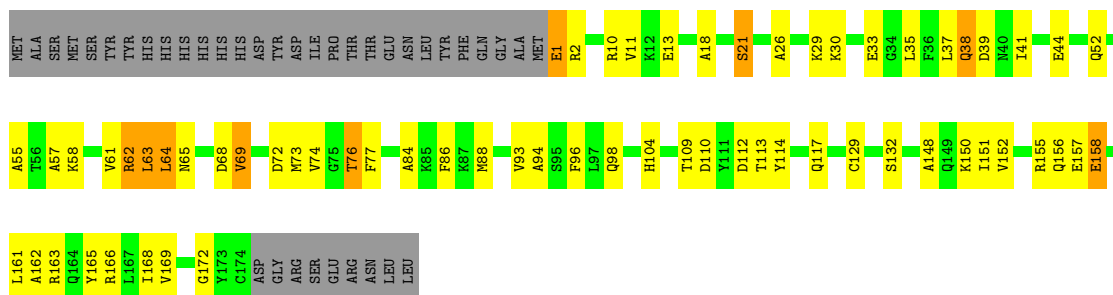 MET ALA SER MET SER TYR TYR HIS HIS HIS HIS HIS HIS ASP TYR ASP ILE PRO THR THR GLU ASN LEU TYR PHE GLN GLY ALA MET E1 R2 R10 V11 K12 E13 A18 S21 A26 K29 K30 E33 G34 L35 F36 L37 Q38 D39 N40 I41 E44 Q52
A55 T56 A57 K58 V61 R62 L63 L64 N65 D68 V69 D72 M73 V74 G75 T76 F77 A84 K85 F86 K87 M88 V93 A94 S95 F96 L97 Q98 H104 T109 D110 Y111 D112 T113 Y114 Q117 C129 S132 A148 Q149 K150 I151 V152 R155 Q156 E157 E158
L161 A162 R163 Q164 Y165 R166 L167 I168 V169 G172 Y173 C174 ASP GLY ARG SER GLU ARG ASN LEU LEU